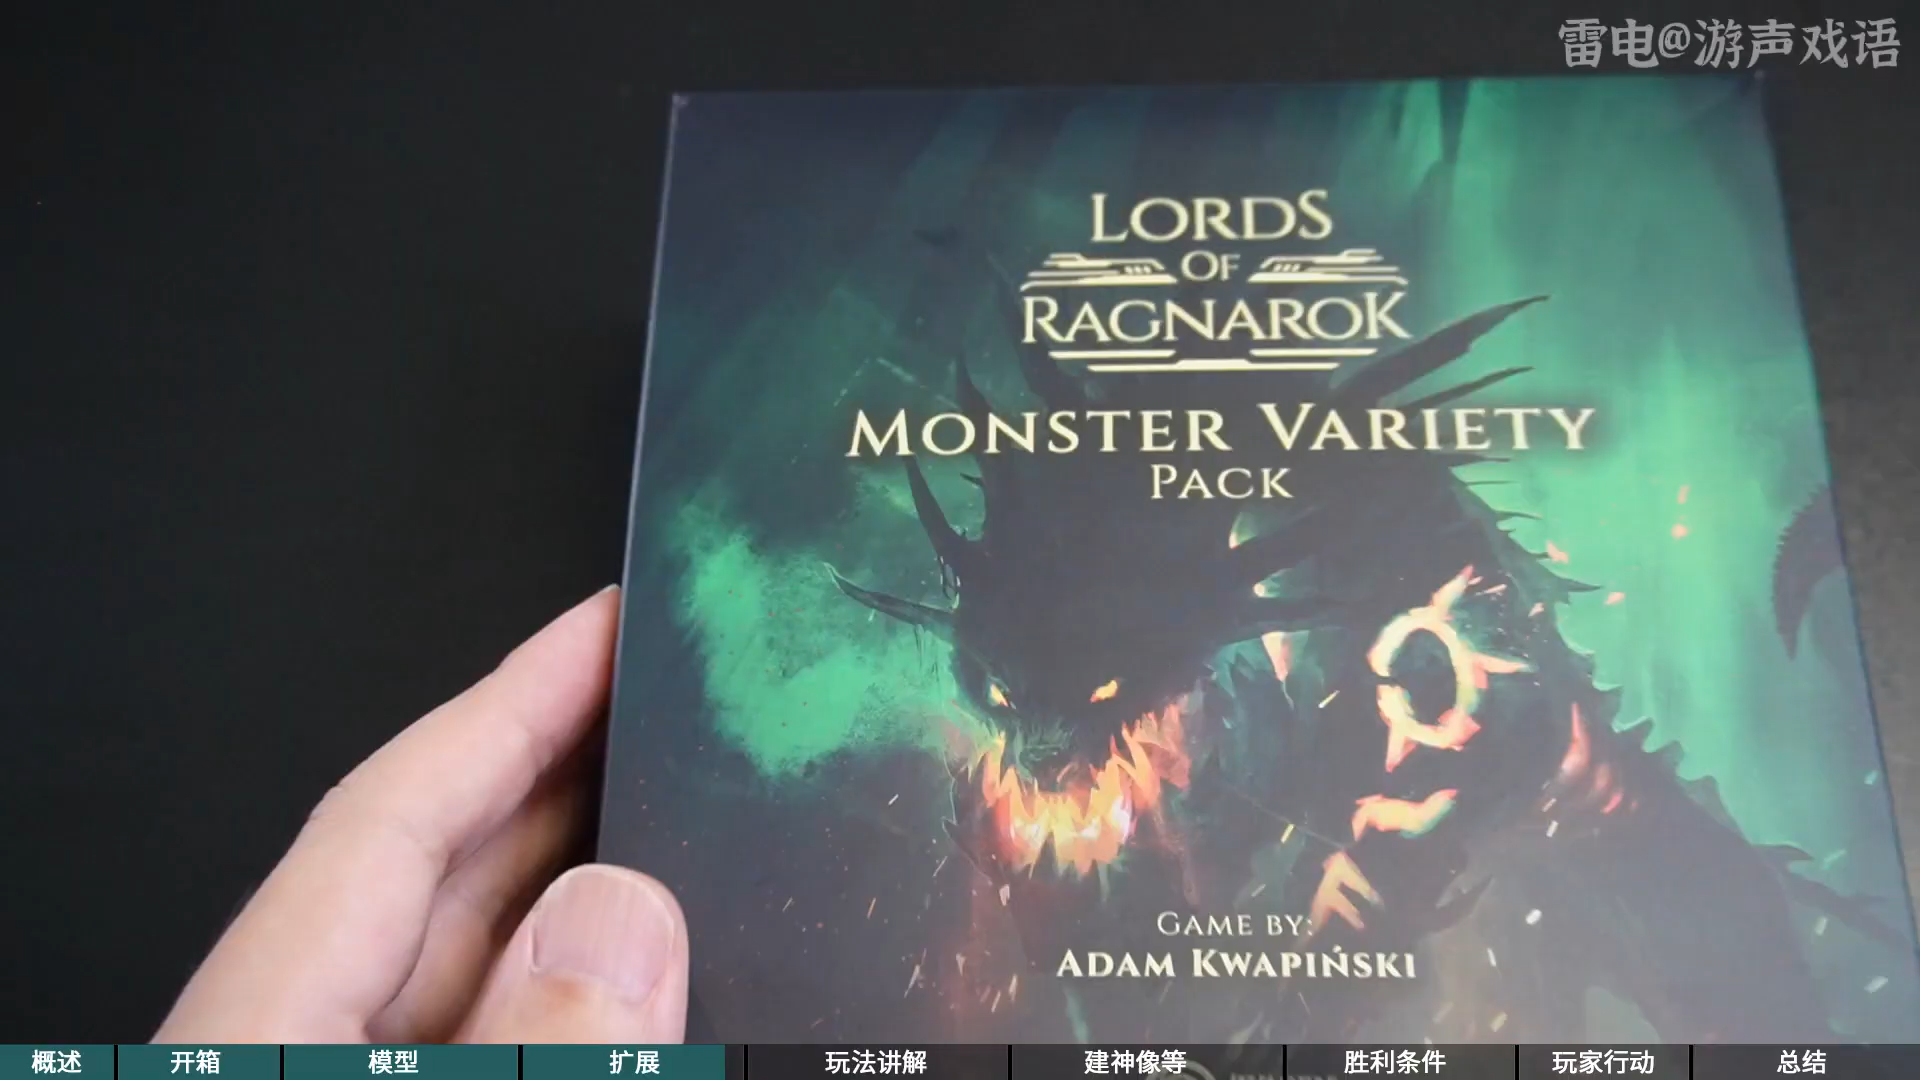 雷电@游声戏语
LORDS
OF
RAGNAROK
MONSTER VARIETY
PACK
GAME BY:
ADAM KWAPIŃSKI
概述 开箱 模型 扩展 玩法讲解 建神像等 胜利条件 玩家行动 总结